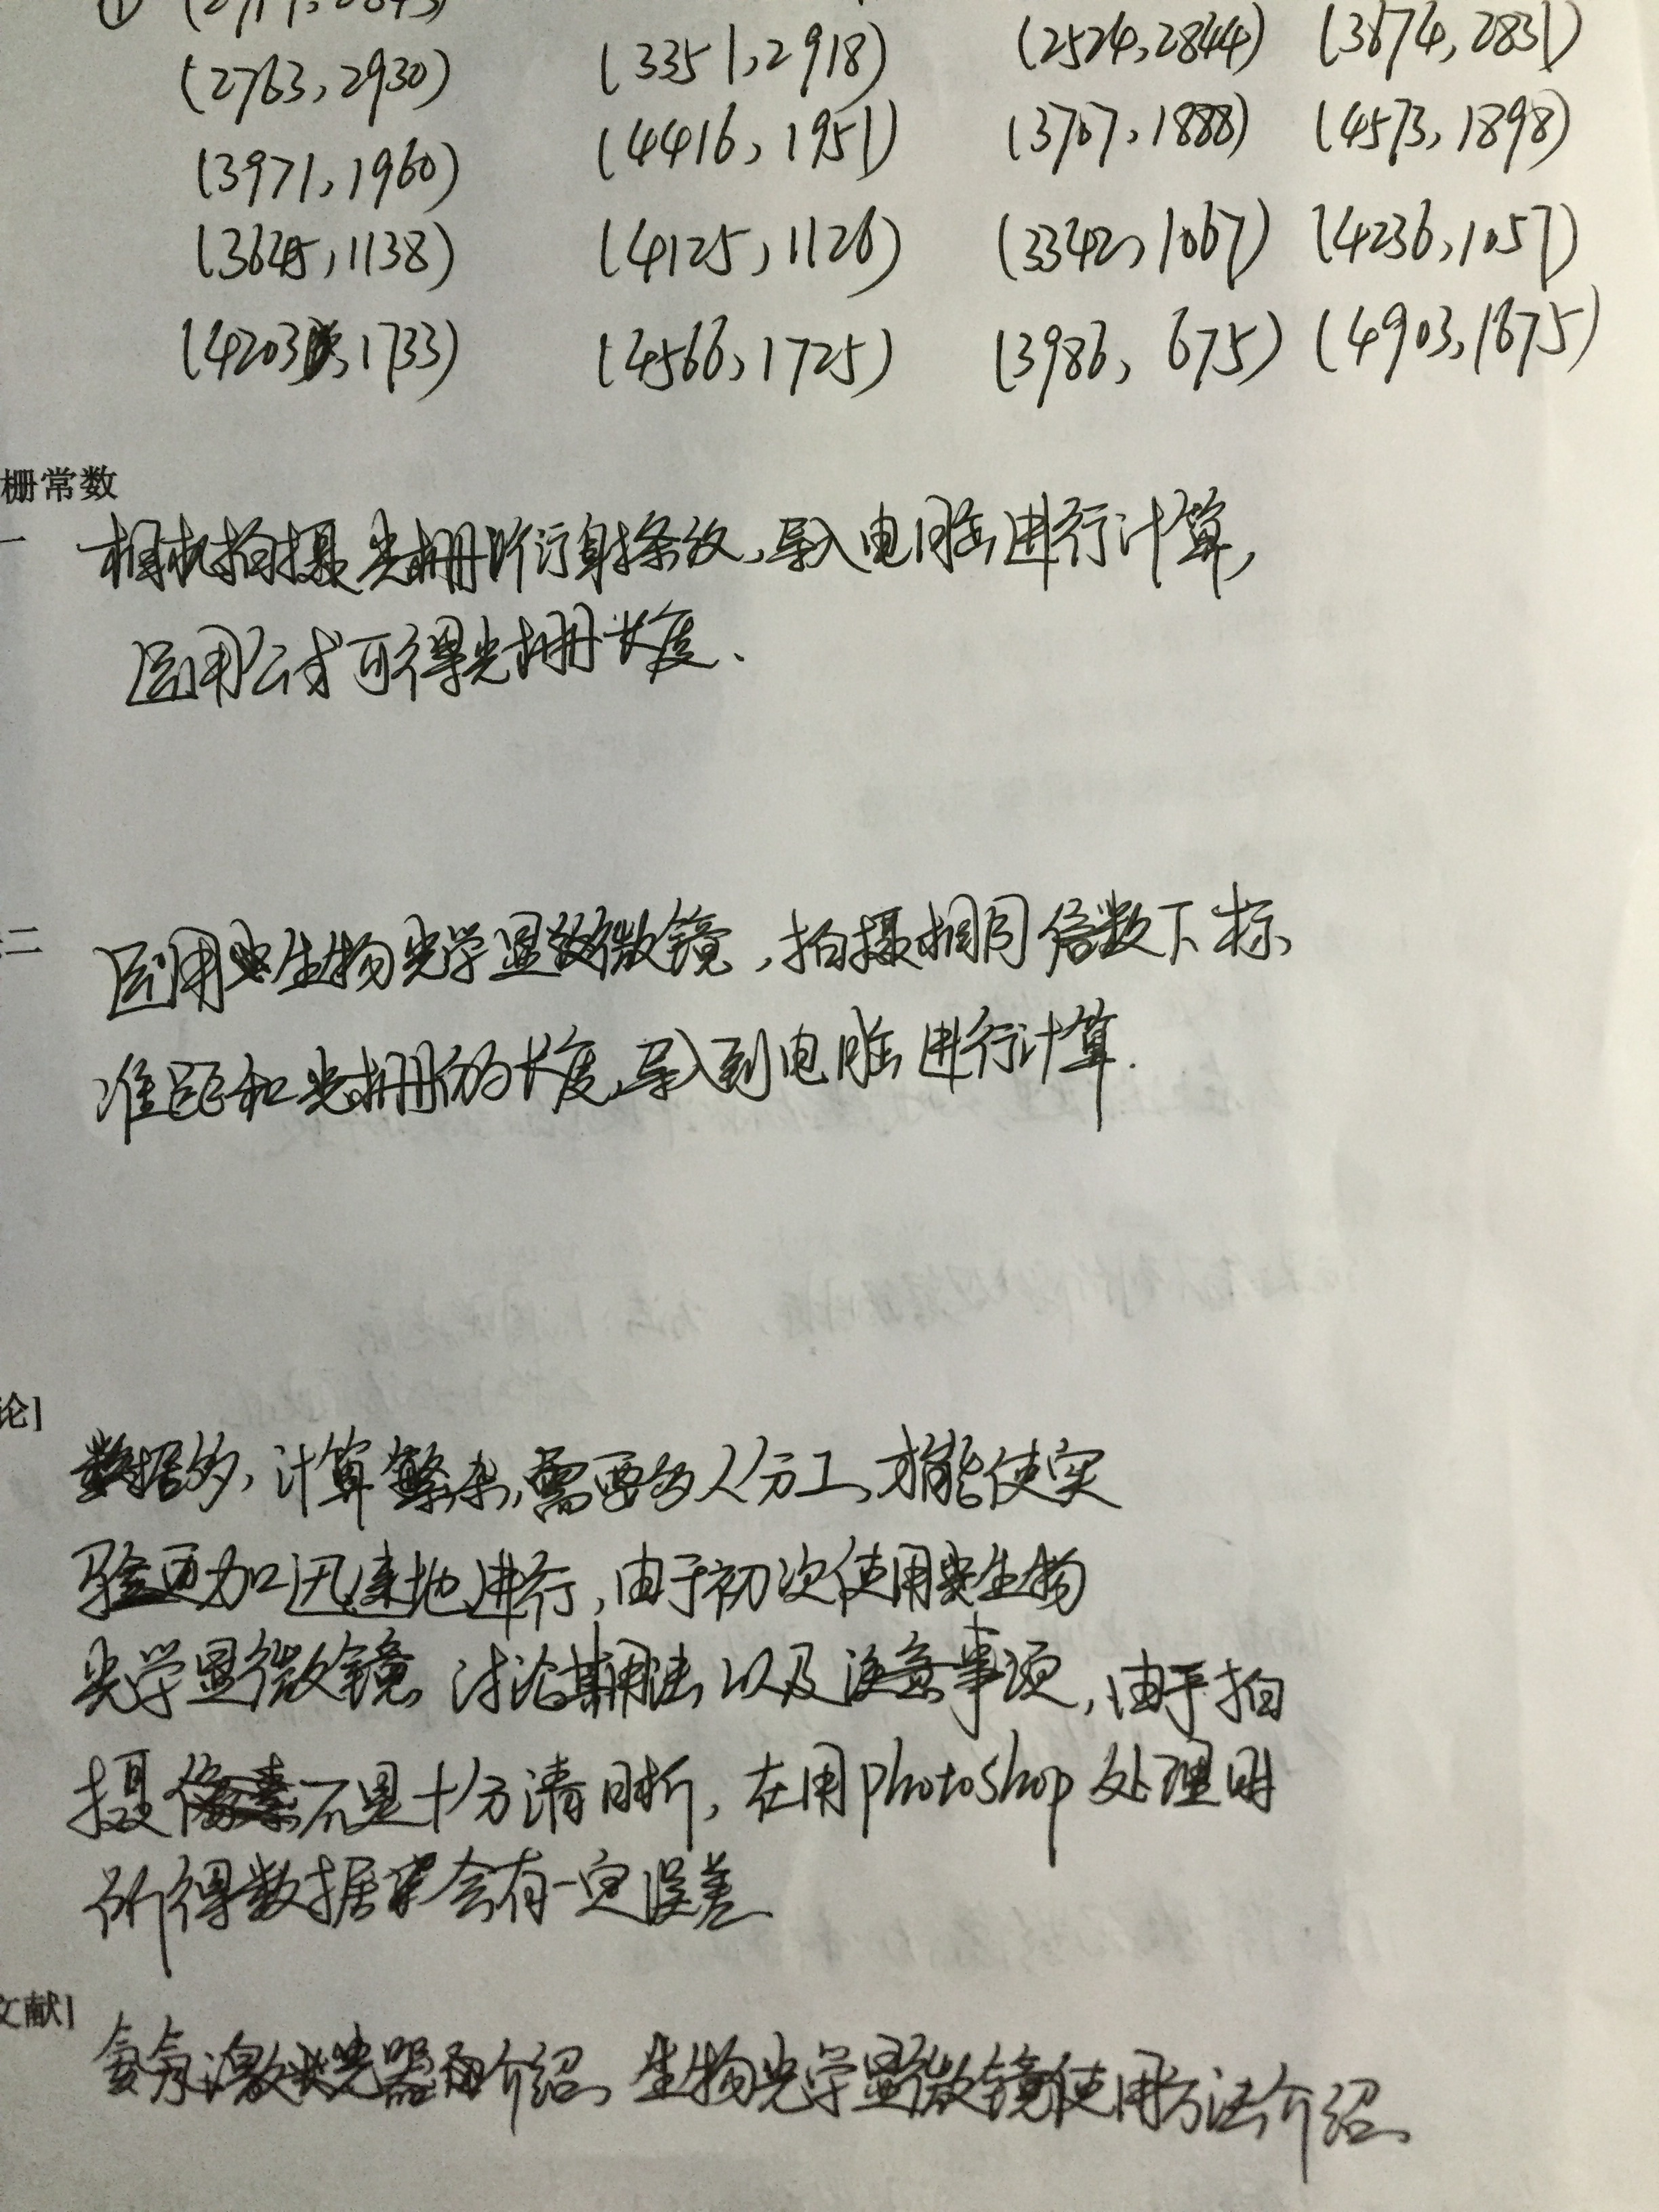 (2763,2930) (3351,2918) (2524,2844) (3674,2831)
(3971,1960) (4416,1951) (3707,1888) (4573,1898)
(3645,1138) (4125,1126) (3342,1067) (4236,1057)
(4203,1733) (4566,1725) (3986, 675) (4903,1675)
栅常数
一 相机拍摄光栅所衍射条纹,导入电脑进行计算,
运用公式可得光栅长度.
二 运用生物光学显微镜,拍摄相同倍数下标
准距和光栅的长度,导入到电脑进行计算.
论]
数据多,计算繁杂,需要多人分工,才能使实
验更加迅速地进行,由于初次使用生物
光学显微镜,讨论其用法以及注意事项,由于拍
摄像素不是十分清晰,在用photoshop处理时
所得数据会有一定误差
文献]
氦氖激光器介绍、生物光学显微镜使用方法介绍、